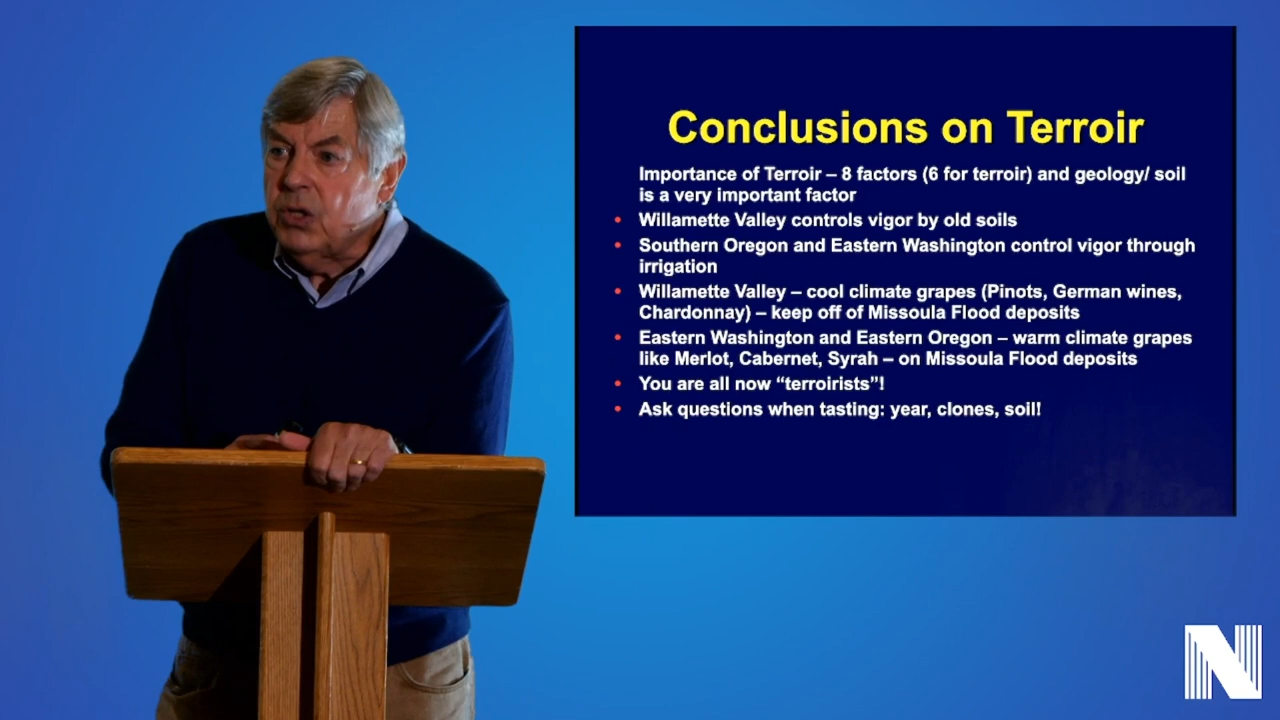 Conclusions on Terroir
Importance of Terroir – 8 factors (6 for terroir) and geology/ soil
is a very important factor
• Willamette Valley controls vigor by old soils
• Southern Oregon and Eastern Washington control vigor through
irrigation
• Willamette Valley – cool climate grapes (Pinots, German wines,
Chardonnay) – keep off of Missoula Flood deposits
• Eastern Washington and Eastern Oregon – warm climate grapes
like Merlot, Cabernet, Syrah – on Missoula Flood deposits
• You are all now “terroirists”!
• Ask questions when tasting: year, clones, soil!
N